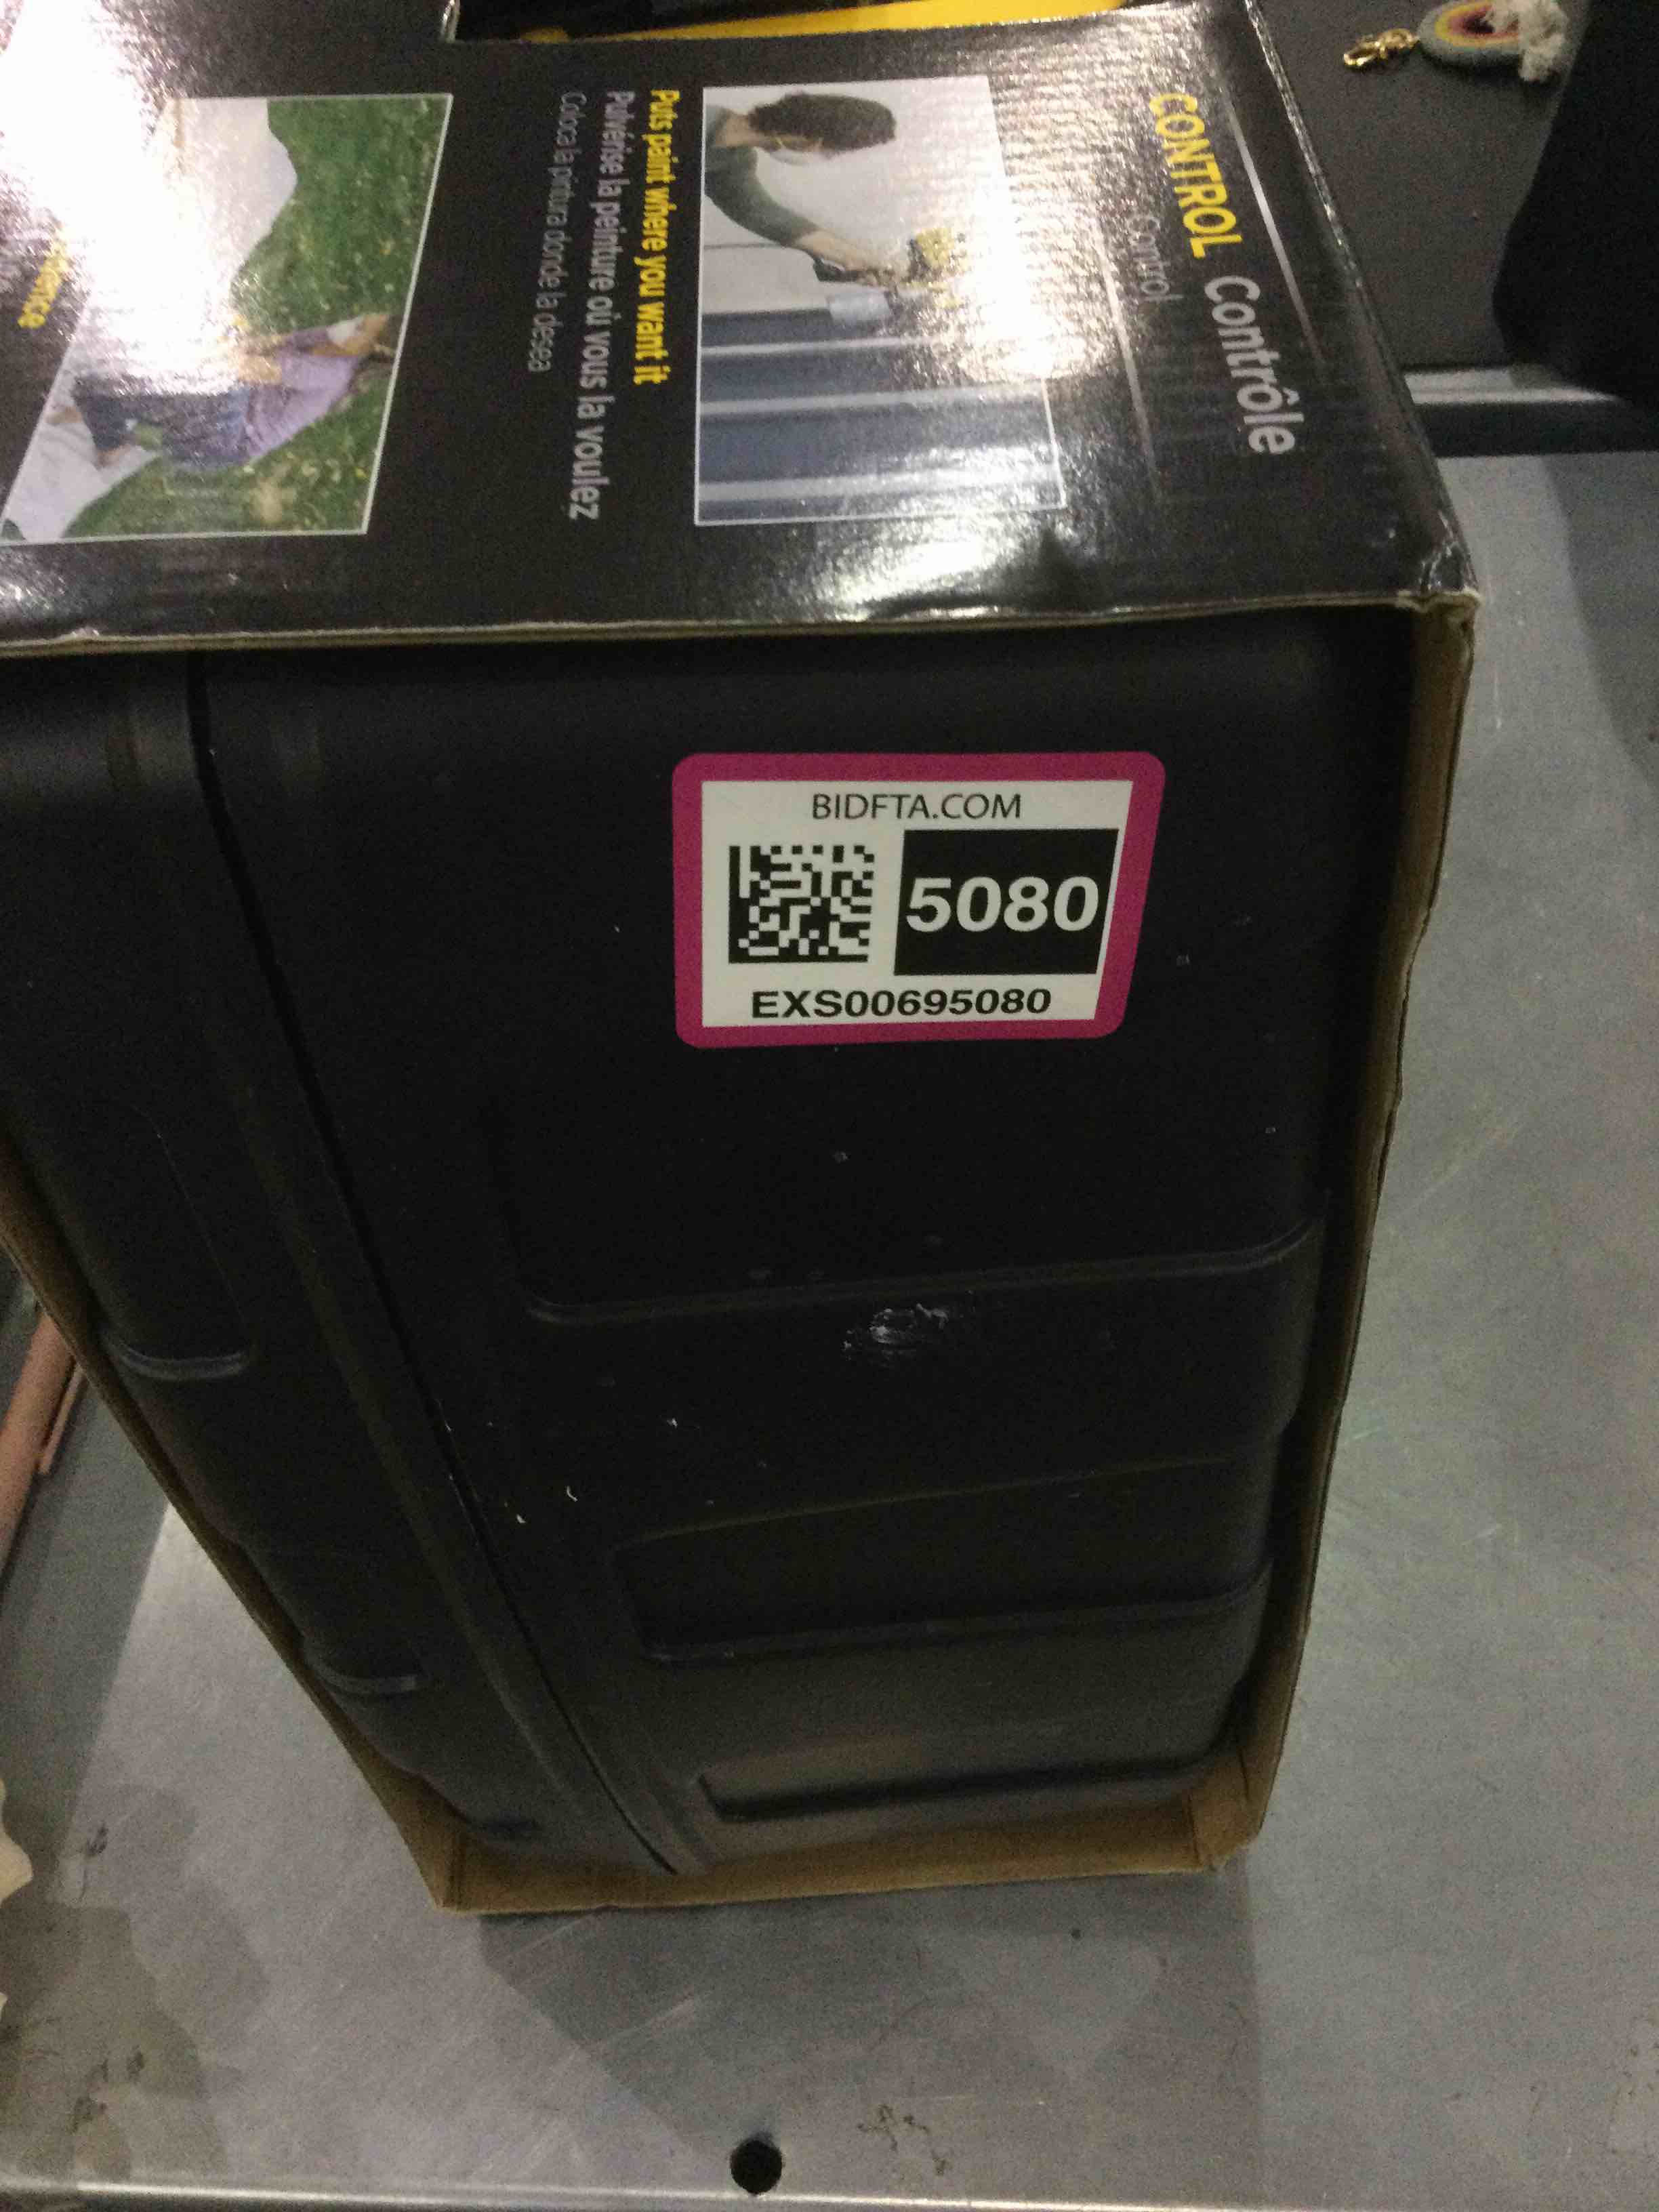 CONTROL Contrôle
Control
Puts paint where you want it
Pulvérise la peinture où vous la voulez
Coloca la pintura donde la desea
BIDFTA.COM
5080
EXS00695080